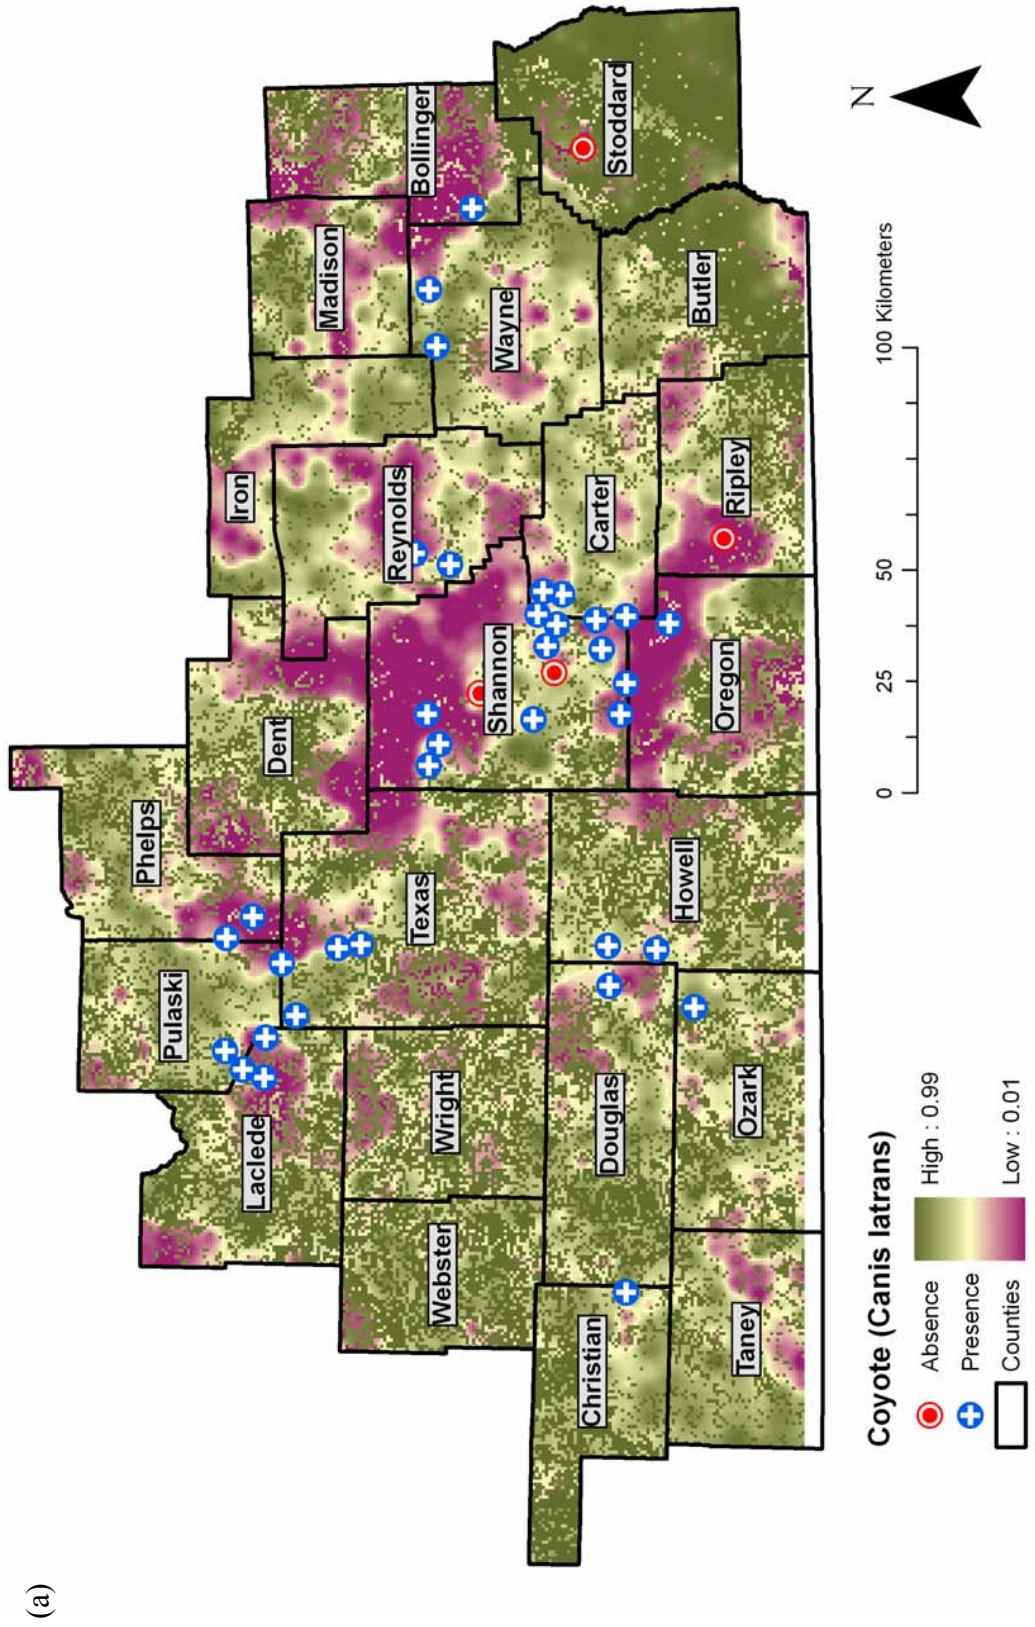 (a)
Phelps
Pulaski
Dent
Iron
Laclede
Madison
Bollinger
Reynolds
Texas
Wright
Webster
Shannon
Wayne
Stoddard
Carter
Christian
Douglas
Howell
Oregon
Ripley
Butler
Taney
Ozark
0 25 50 100 Kilometers
N
Coyote (Canis latrans)
Absence
Presence
Counties
High : 0.99
Low : 0.01